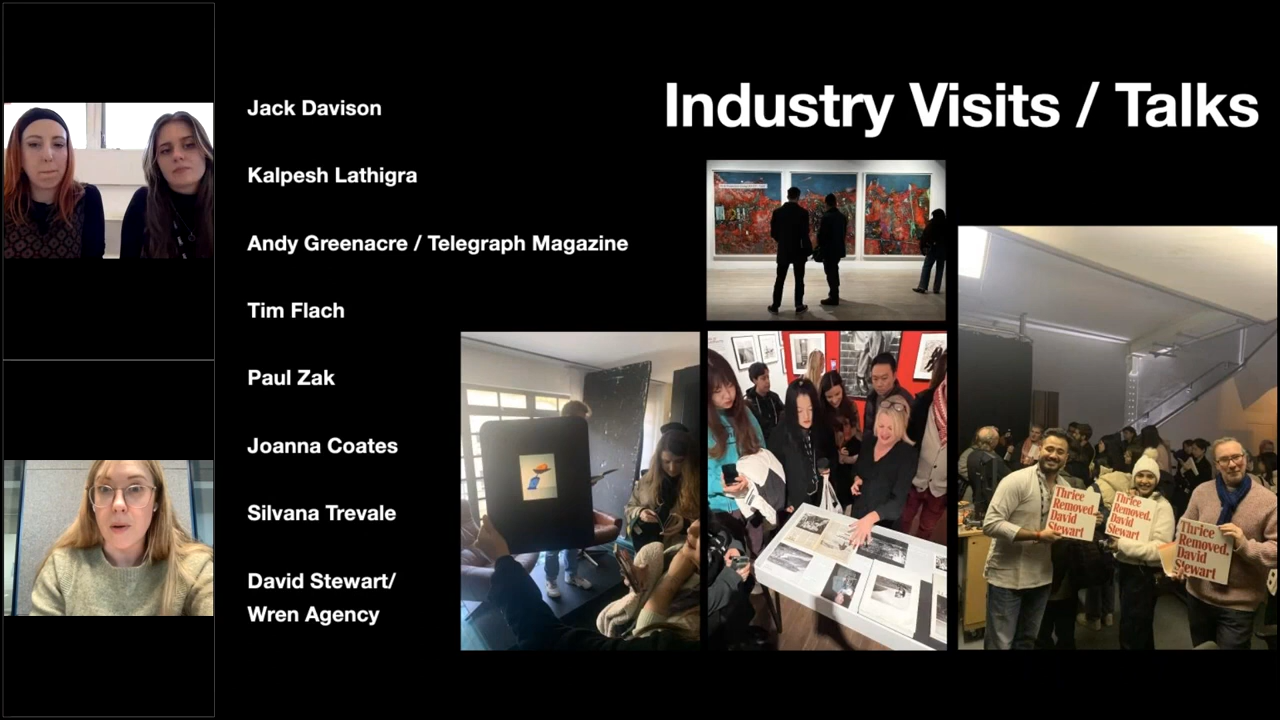 Industry Visits / Talks
Jack Davison
Kalpesh Lathigra
Andy Greenacre / Telegraph Magazine
Tim Flach
Paul Zak
Joanna Coates
Silvana Trevale
David Stewart/
Wren Agency
Thrice
Removed.
David
Stewart
Thrice
Removed.
David
Stewart
Thrice
Removed.
David
Stewart